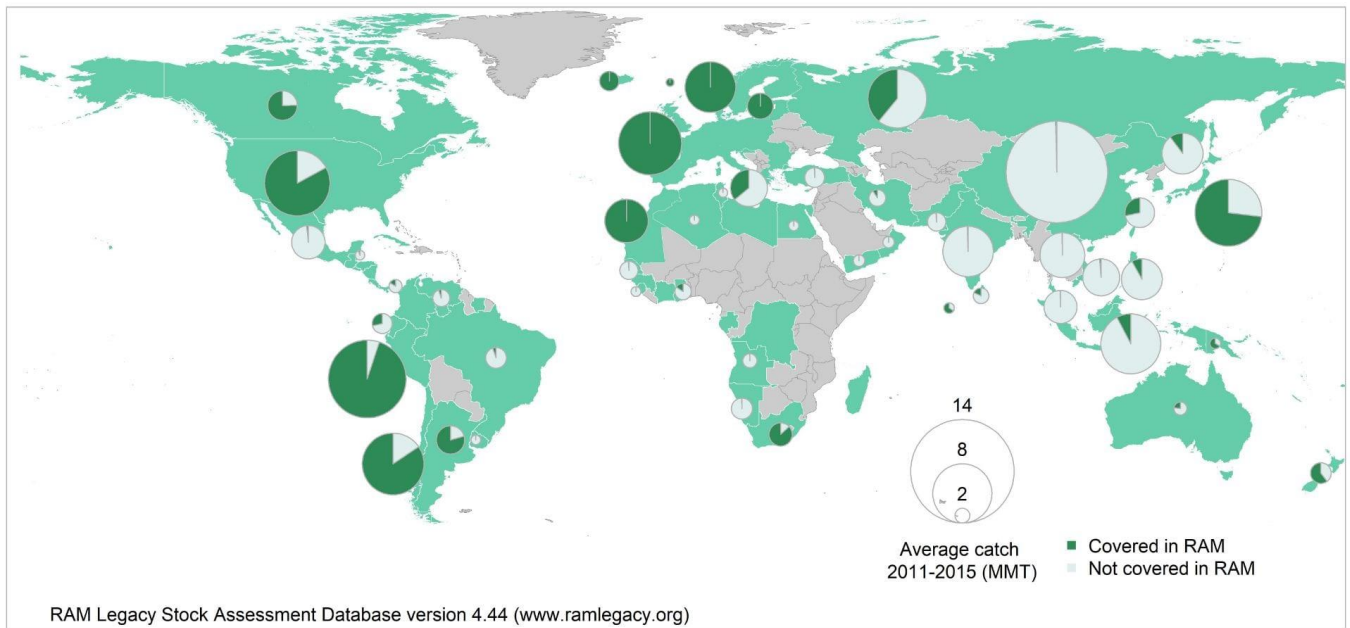 14
8
2
Average catch
2011-2015 (MMT)
Covered in RAM
Not covered in RAM
RAM Legacy Stock Assessment Database version 4.44 (www.ramlegacy.org)